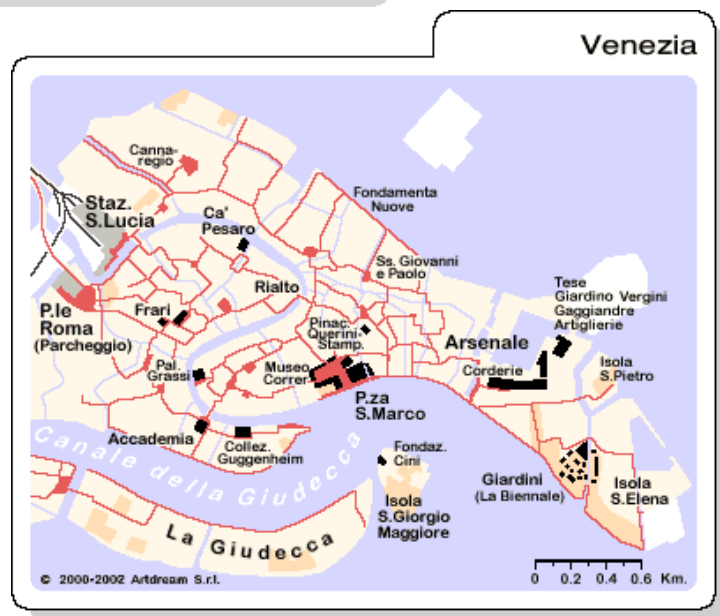 Venezia
Canna-
regio
Staz.
S.Lucia
Ca'
Pesaro
Fondamenta
Nuove
Ss. Giovanni
e Paolo
Rialto
P.le
Roma
(Parcheggio)
Frari
Pinac.
Querini-
Stamp.
Arsenale
Tese
Giardino Vergini
Gaggiandre
Artiglierie
Pal.
Grassi
Museo
Correr
Corderie
Isola
S.Pietro
P.za
S.Marco
Accademia
Collez.
Guggenheim
Fondaz.
Cini
Canale della Giudecca
Giardini
(La Biennale)
Isola
S.Elena
Isola
S.Giorgio
Maggiore
La Giudecca
© 2000-2002 Artdream S.r.l.
0 0.2 0.4 0.6 Km.